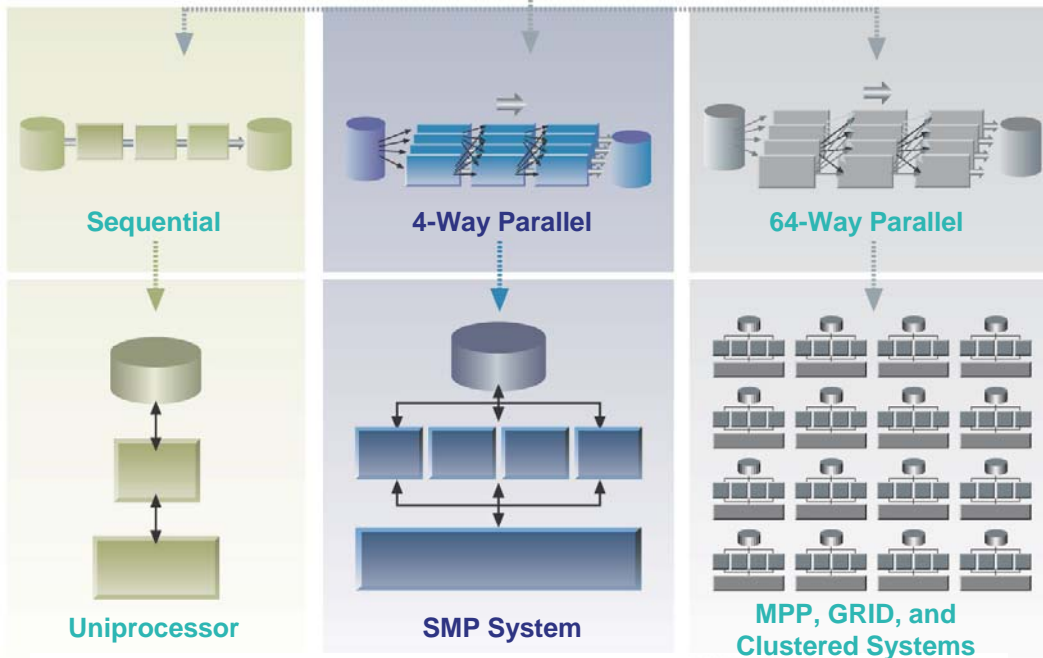 Sequential
4-Way Parallel
64-Way Parallel
Uniprocessor
SMP System
MPP, GRID, and
Clustered Systems